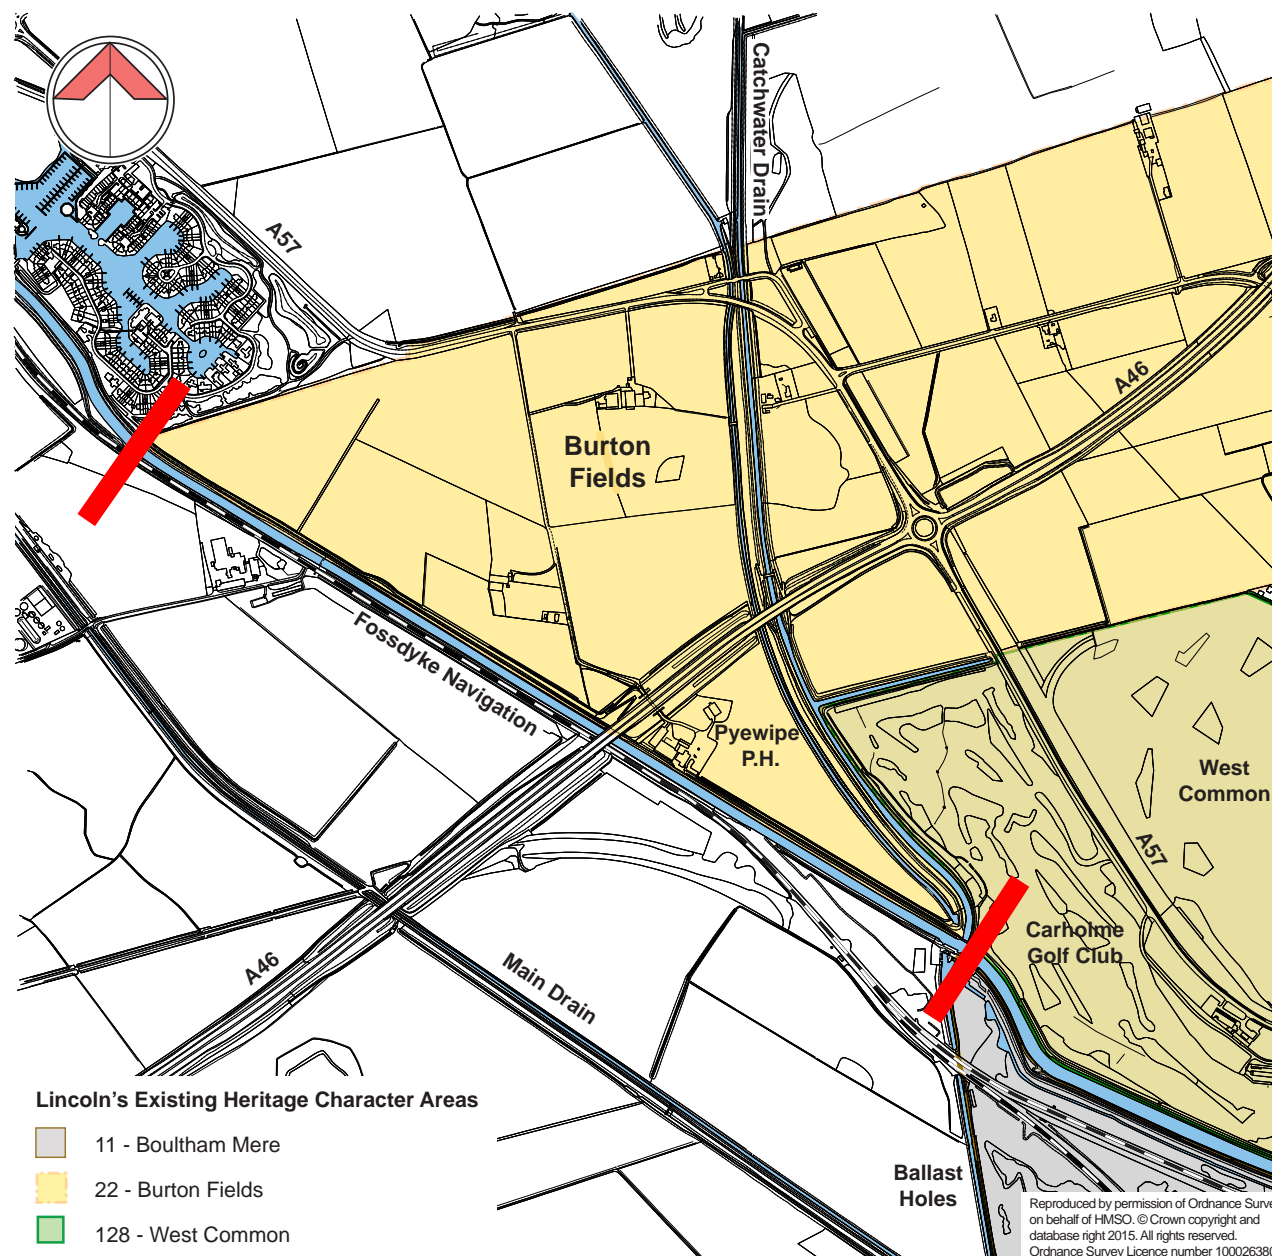 Catchwater Drain
A57
A46
Burton
Fields
Fossdyke Navigation
Pyewipe
P.H.
West
Common
A57
Carholme
Golf Club
A46
Main Drain
Lincoln's Existing Heritage Character Areas
11 - Boultham Mere
22 - Burton Fields
128 - West Common
Ballast
Holes
Reproduced by permission of Ordnance Surve
on behalf of HMSO. © Crown copyright and
database right 2015. All rights reserved.
Ordnance Survey Licence number 10002638